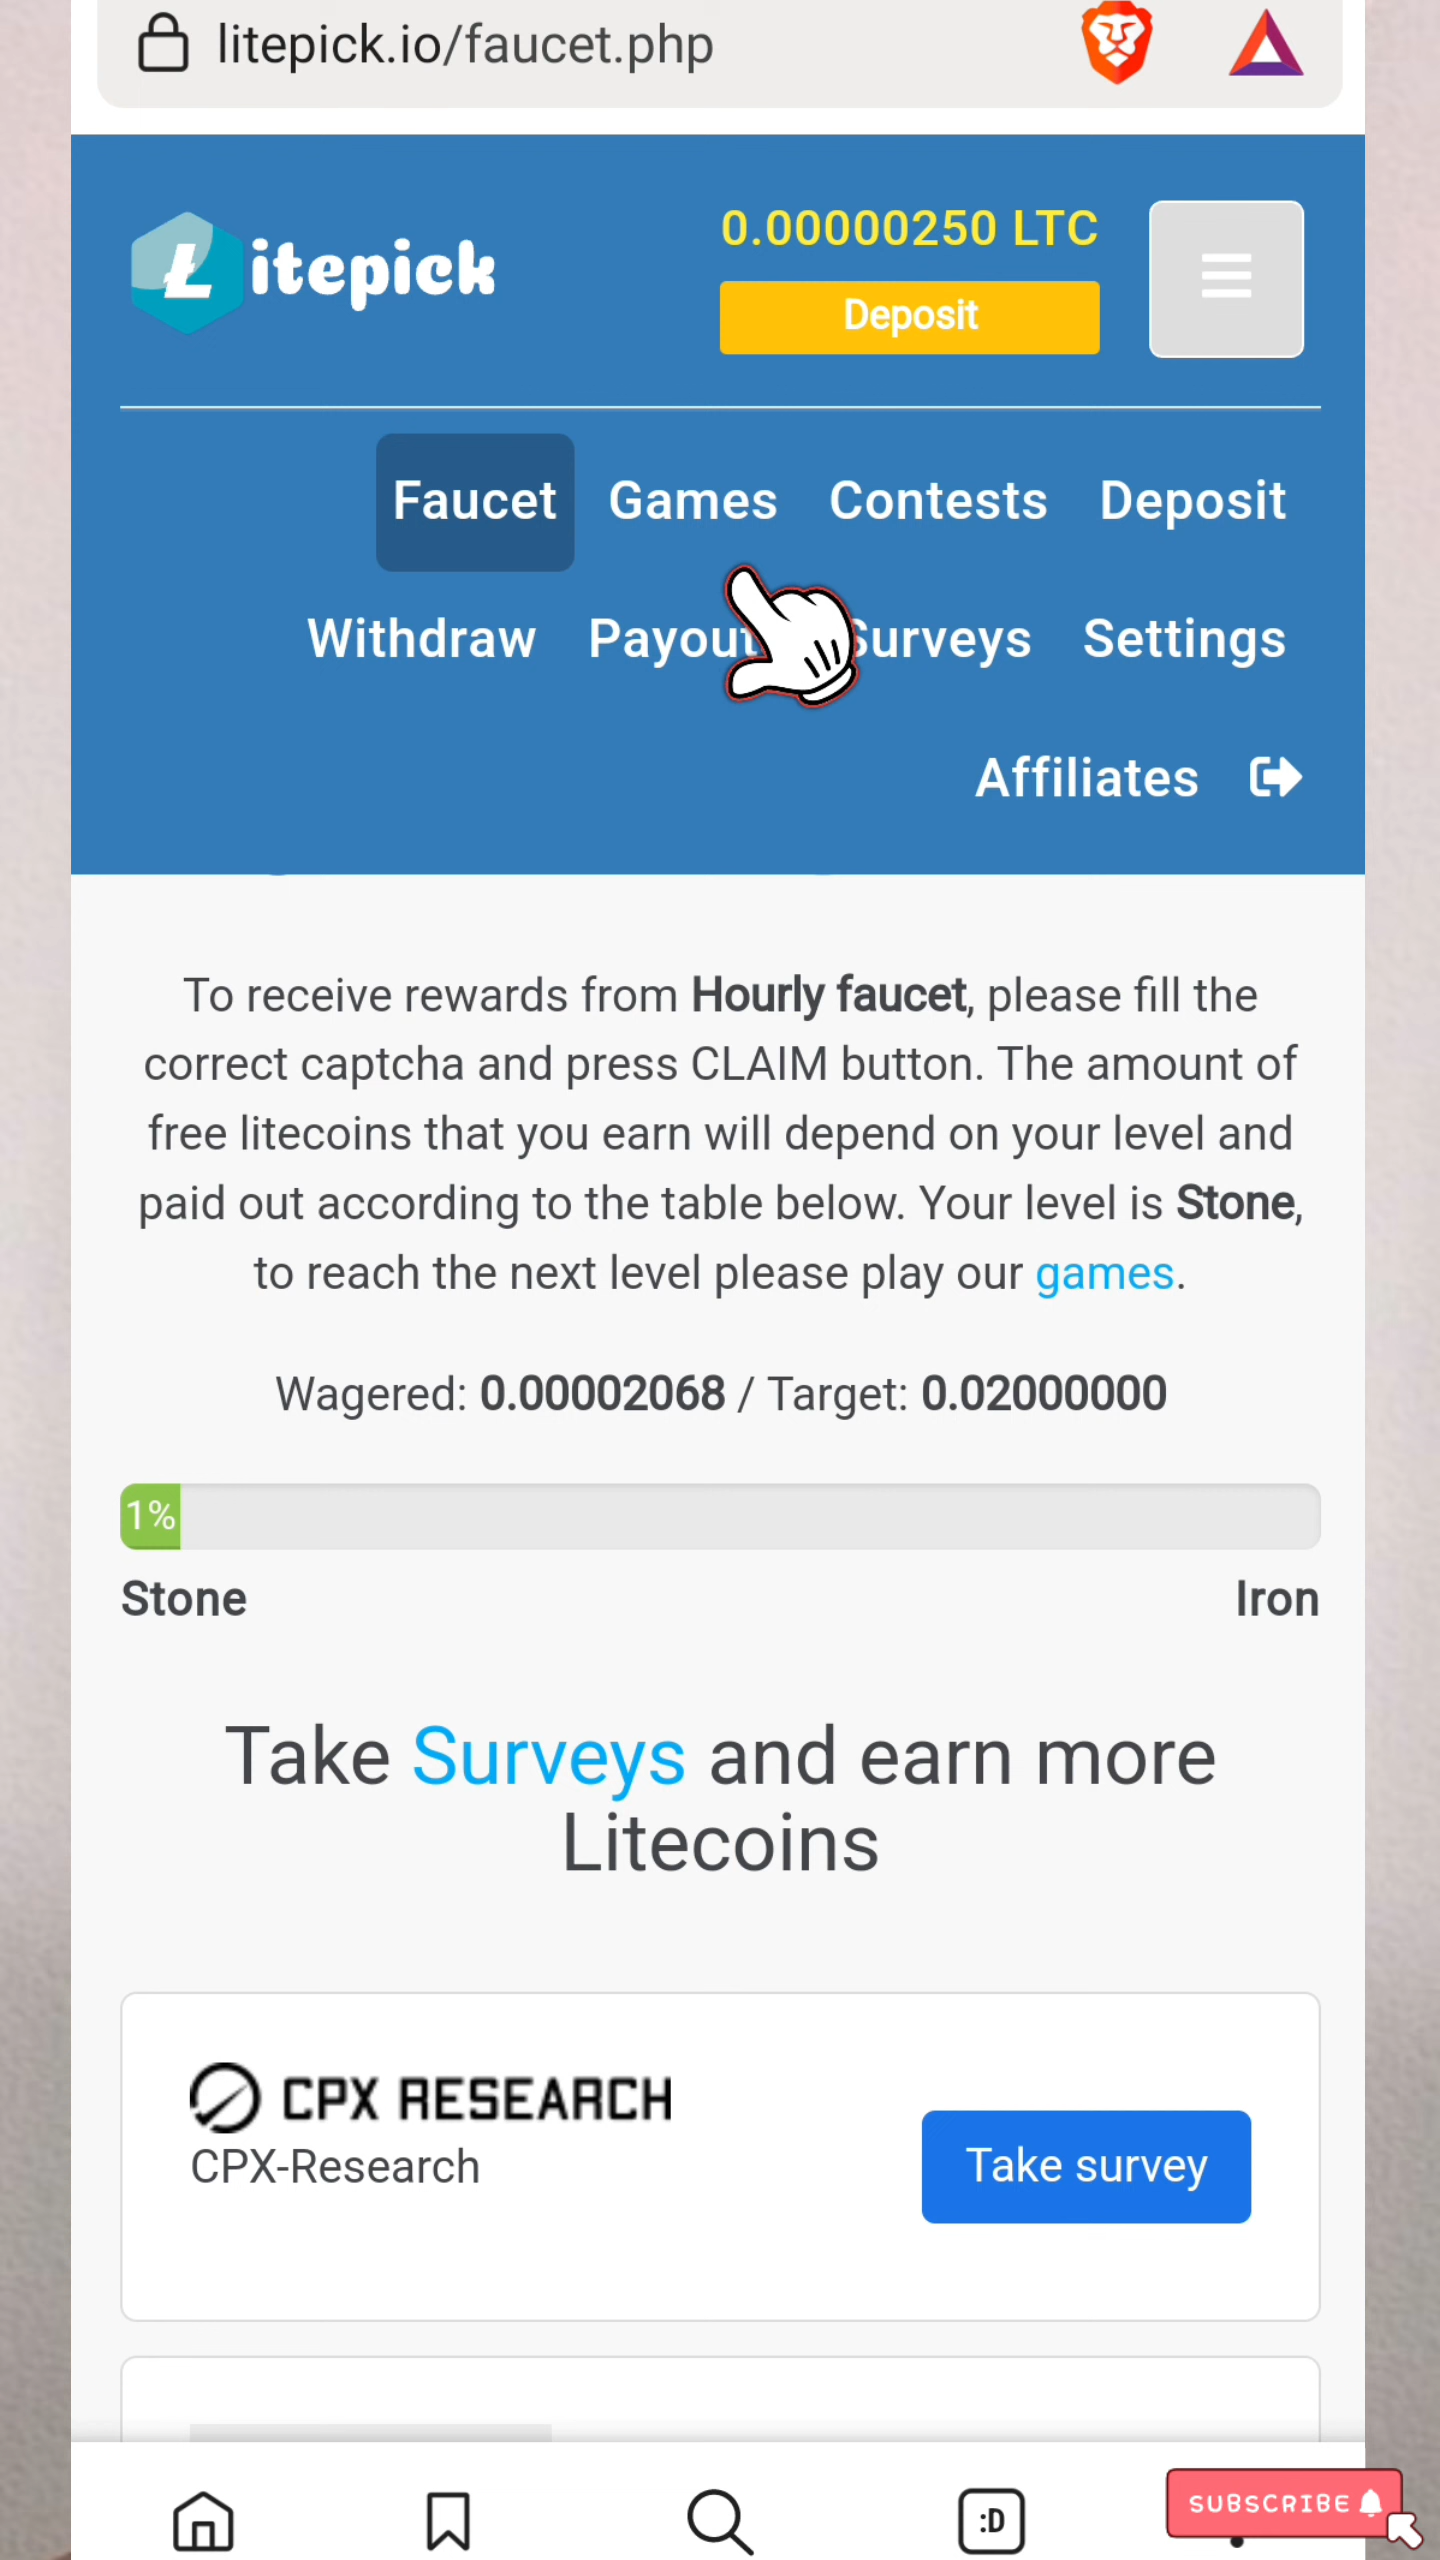 litepick.io/faucet.php
Litepick
0.00000250 LTC
Deposit
Faucet Games Contests Deposit
Withdraw Payout Surveys Settings
Affiliates
To receive rewards from Hourly faucet, please fill the
correct captcha and press CLAIM button. The amount of
free litecoins that you earn will depend on your level and
paid out according to the table below. Your level is Stone,
to reach the next level please play our games.
Wagered: 0.00002068 / Target: 0.02000000
1%
Stone Iron
Take Surveys and earn more
Litecoins
CPX RESEARCH
CPX-Research
Take survey
:D
SUBSCRIBE